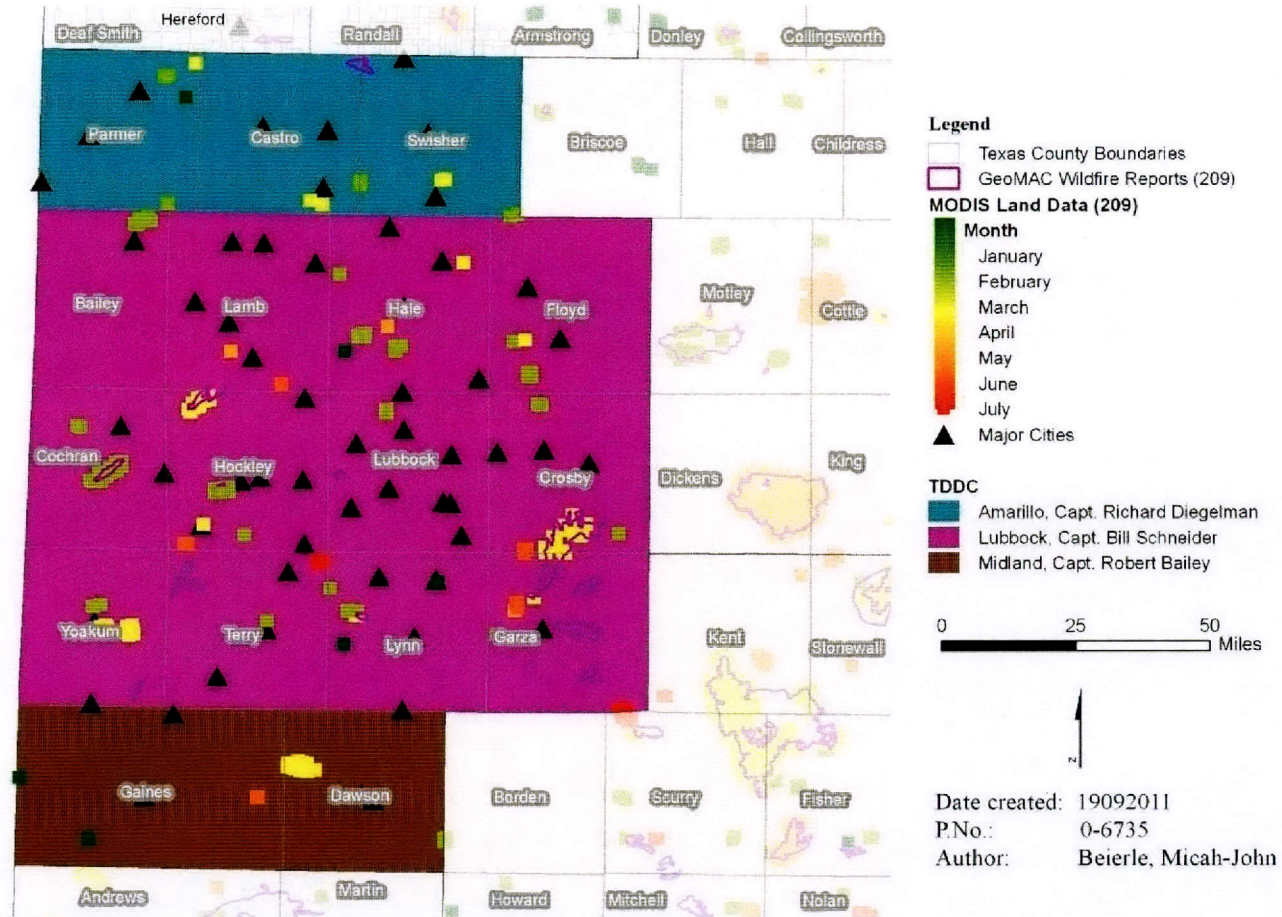 Hereford
Deaf Smith
Randall
Armstrong
Donley
Collingsworth
Parmer
Castro
Swisher
Briscoe
Hall
Childress
Bailey
Lamb
Hale
Floyd
Motley
Cottle
Cochran
Hockley
Lubbock
Crosby
Dickens
King
Yoakum
Terry
Lynn
Garza
Kent
Stonewall
Gaines
Dawson
Borden
Scurry
Fisher
Andrews
Martin
Howard
Mitchell
Nolan
Legend
Texas County Boundaries
GeoMAC Wildfire Reports (209)
MODIS Land Data (209)
Month
January
February
March
April
May
June
July
Major Cities
TDDC
Amarillo, Capt. Richard Diegelman
Lubbock, Capt. Bill Schneider
Midland, Capt. Robert Bailey
0 25 50
Miles
z
Date created: 19092011
P.No.: 0-6735
Author: Beierle, Micah-John